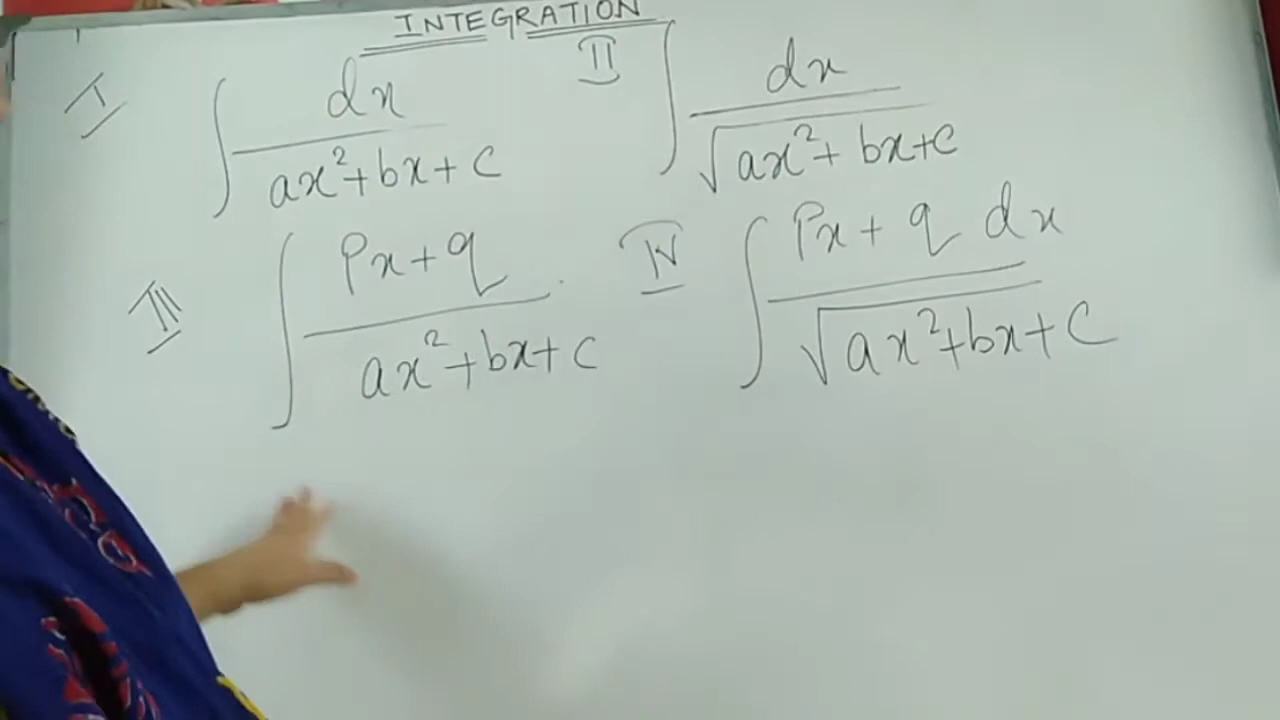 INTEGRATION
I ∫ dx / (ax²+bx+c)
II ∫ dx / √(ax²+bx+c)
III ∫ (Px+q) / (ax²+bx+c)
IV ∫ (Px+q dx) / √(ax²+bx+c)